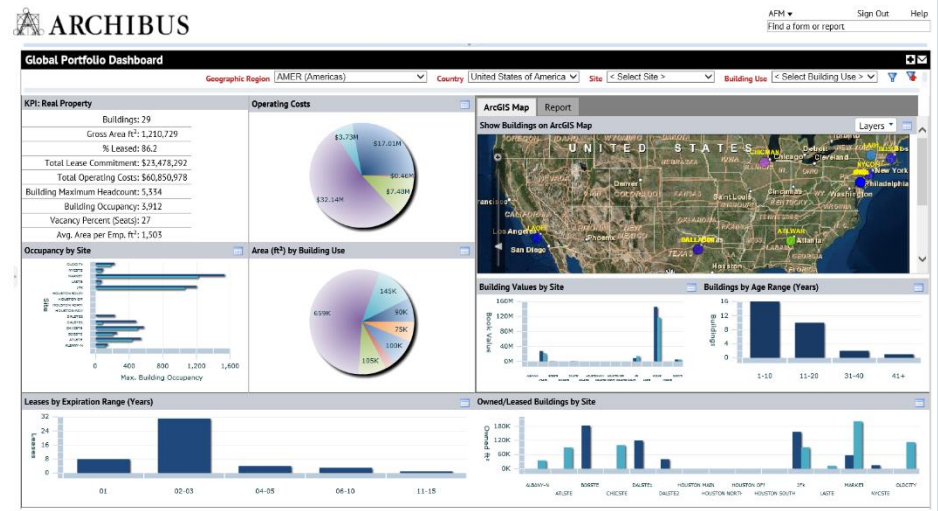 ARCHIBUS
AFM ▾ Sign Out Help
Find a form or report
Global Portfolio Dashboard
Geographic Region AMER (Americas) Country United States of America Site < Select Site > Building Use < Select Building Use >
KPI: Real Property
Buildings: 29
Gross Area ft²: 1,210,729
% Leased: 86.2
Total Lease Commitment: $23,478,292
Total Operating Costs: $60,850,978
Building Maximum Headcount: 5,334
Building Occupancy: 3,912
Vacancy Percent (Seats): 27
Avg. Area per Emp. ft²: 1,503
Operating Costs
$3.73M
$17.01M
$0.46M
$7.48M
$32.14M
ArcGIS Map Report
Show Buildings on ArcGIS Map Layers
UNITED STATES
Chicago
Cleveland
New York
Philadelphia
Washington
Denver
Saint Louis
Los Angeles
San Diego
Phoenix
Atlanta
Houston
TEXAS
Occupancy by Site
Site
0 400 800 1,200 1,600
Max. Building Occupancy
Area (ft²) by Building Use
145K
90K
75K
100K
105K
659K
Building Values by Site
Book Value
160M
120M
80M
40M
0M
Buildings by Age Range (Years)
Buildings
16
12
8
4
0
1-10 11-20 31-40 41+
Leases by Expiration Range (Years)
Leases
32
24
16
8
0
01 02-03 04-05 06-10 11-15
Owned/Leased Buildings by Site
Owned ft²
180K
120K
60K
0K
ALBANY-N BOSSTE DALSTE1 HOUSTON MAIN HOUSTON OP1 JFK MARKET OLDCITY
ATLSTE CHICSTE DALSTE2 HOUSTON NORTH HOUSTON SOUTH LASTE NYCSTE